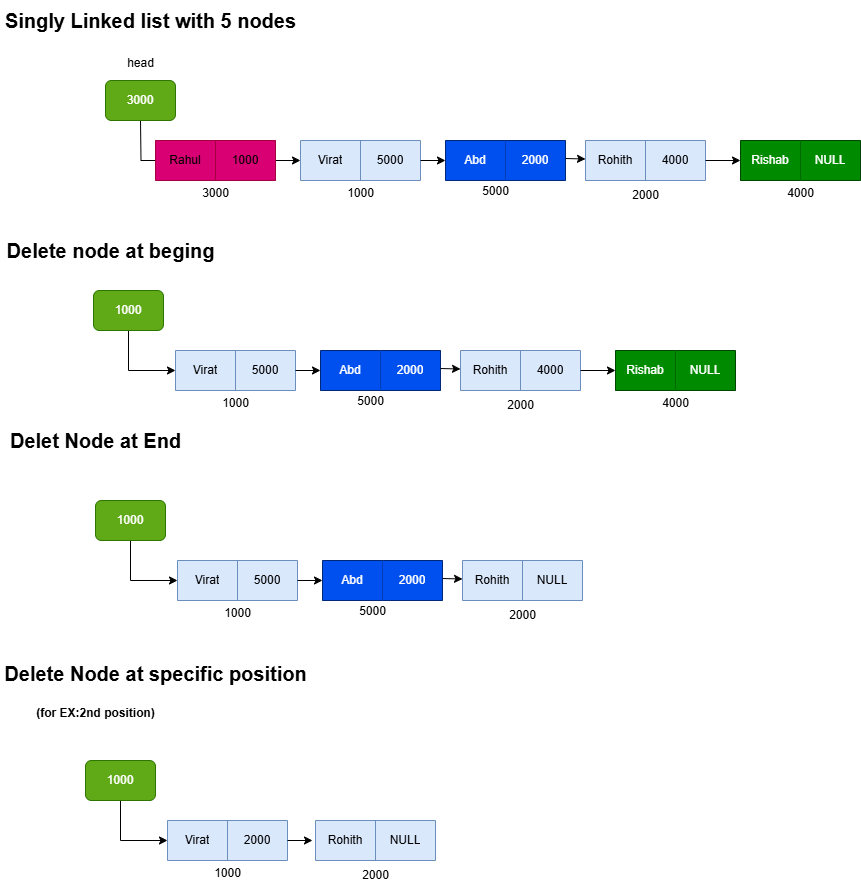 Singly Linked list with 5 nodes
head
3000
Rahul 1000 Virat 5000 Abd 2000 Rohith 4000 Rishab NULL
3000 1000 5000 2000 4000
Delete node at beging
1000
Virat 5000 Abd 2000 Rohith 4000 Rishab NULL
1000 5000 2000 4000
Delet Node at End
1000
Virat 5000 Abd 2000 Rohith NULL
1000 5000 2000
Delete Node at specific position
(for EX:2nd position)
1000
Virat 2000 Rohith NULL
1000 2000